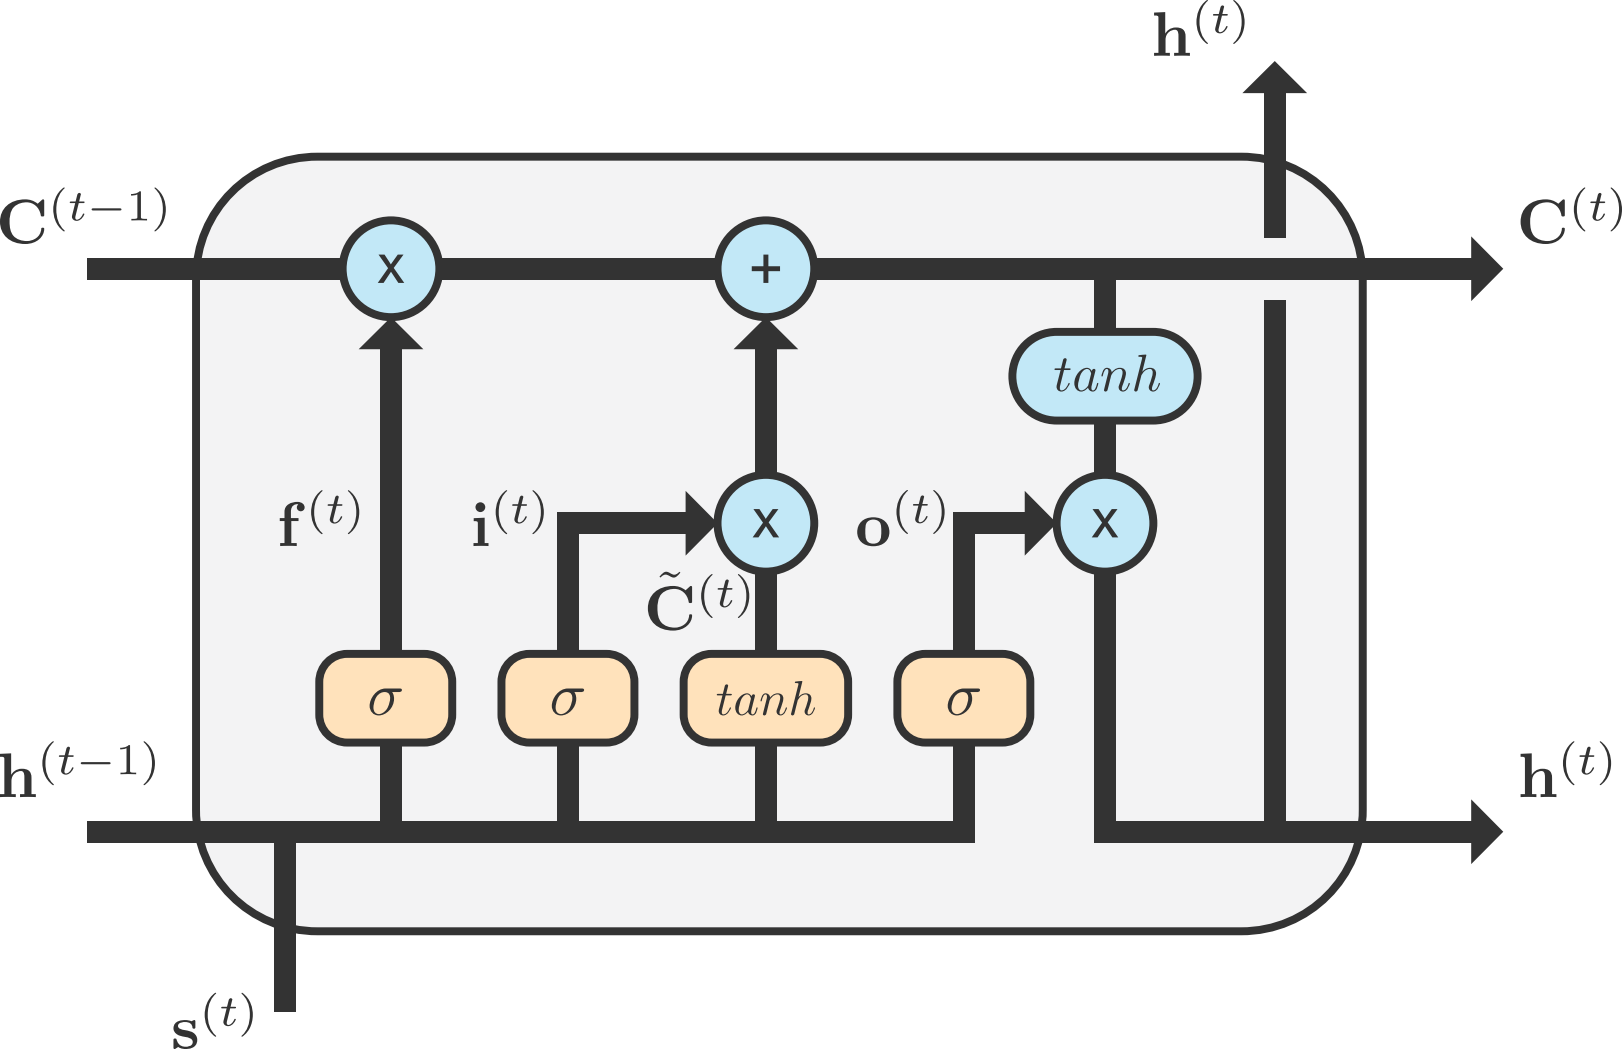 h^(t)
C^(t−1)
C^(t)
x
+
tanh
f^(t)
i^(t)
x
o^(t)
x
C̃^(t)
σ
σ
tanh
σ
h^(t−1)
h^(t)
s^(t)